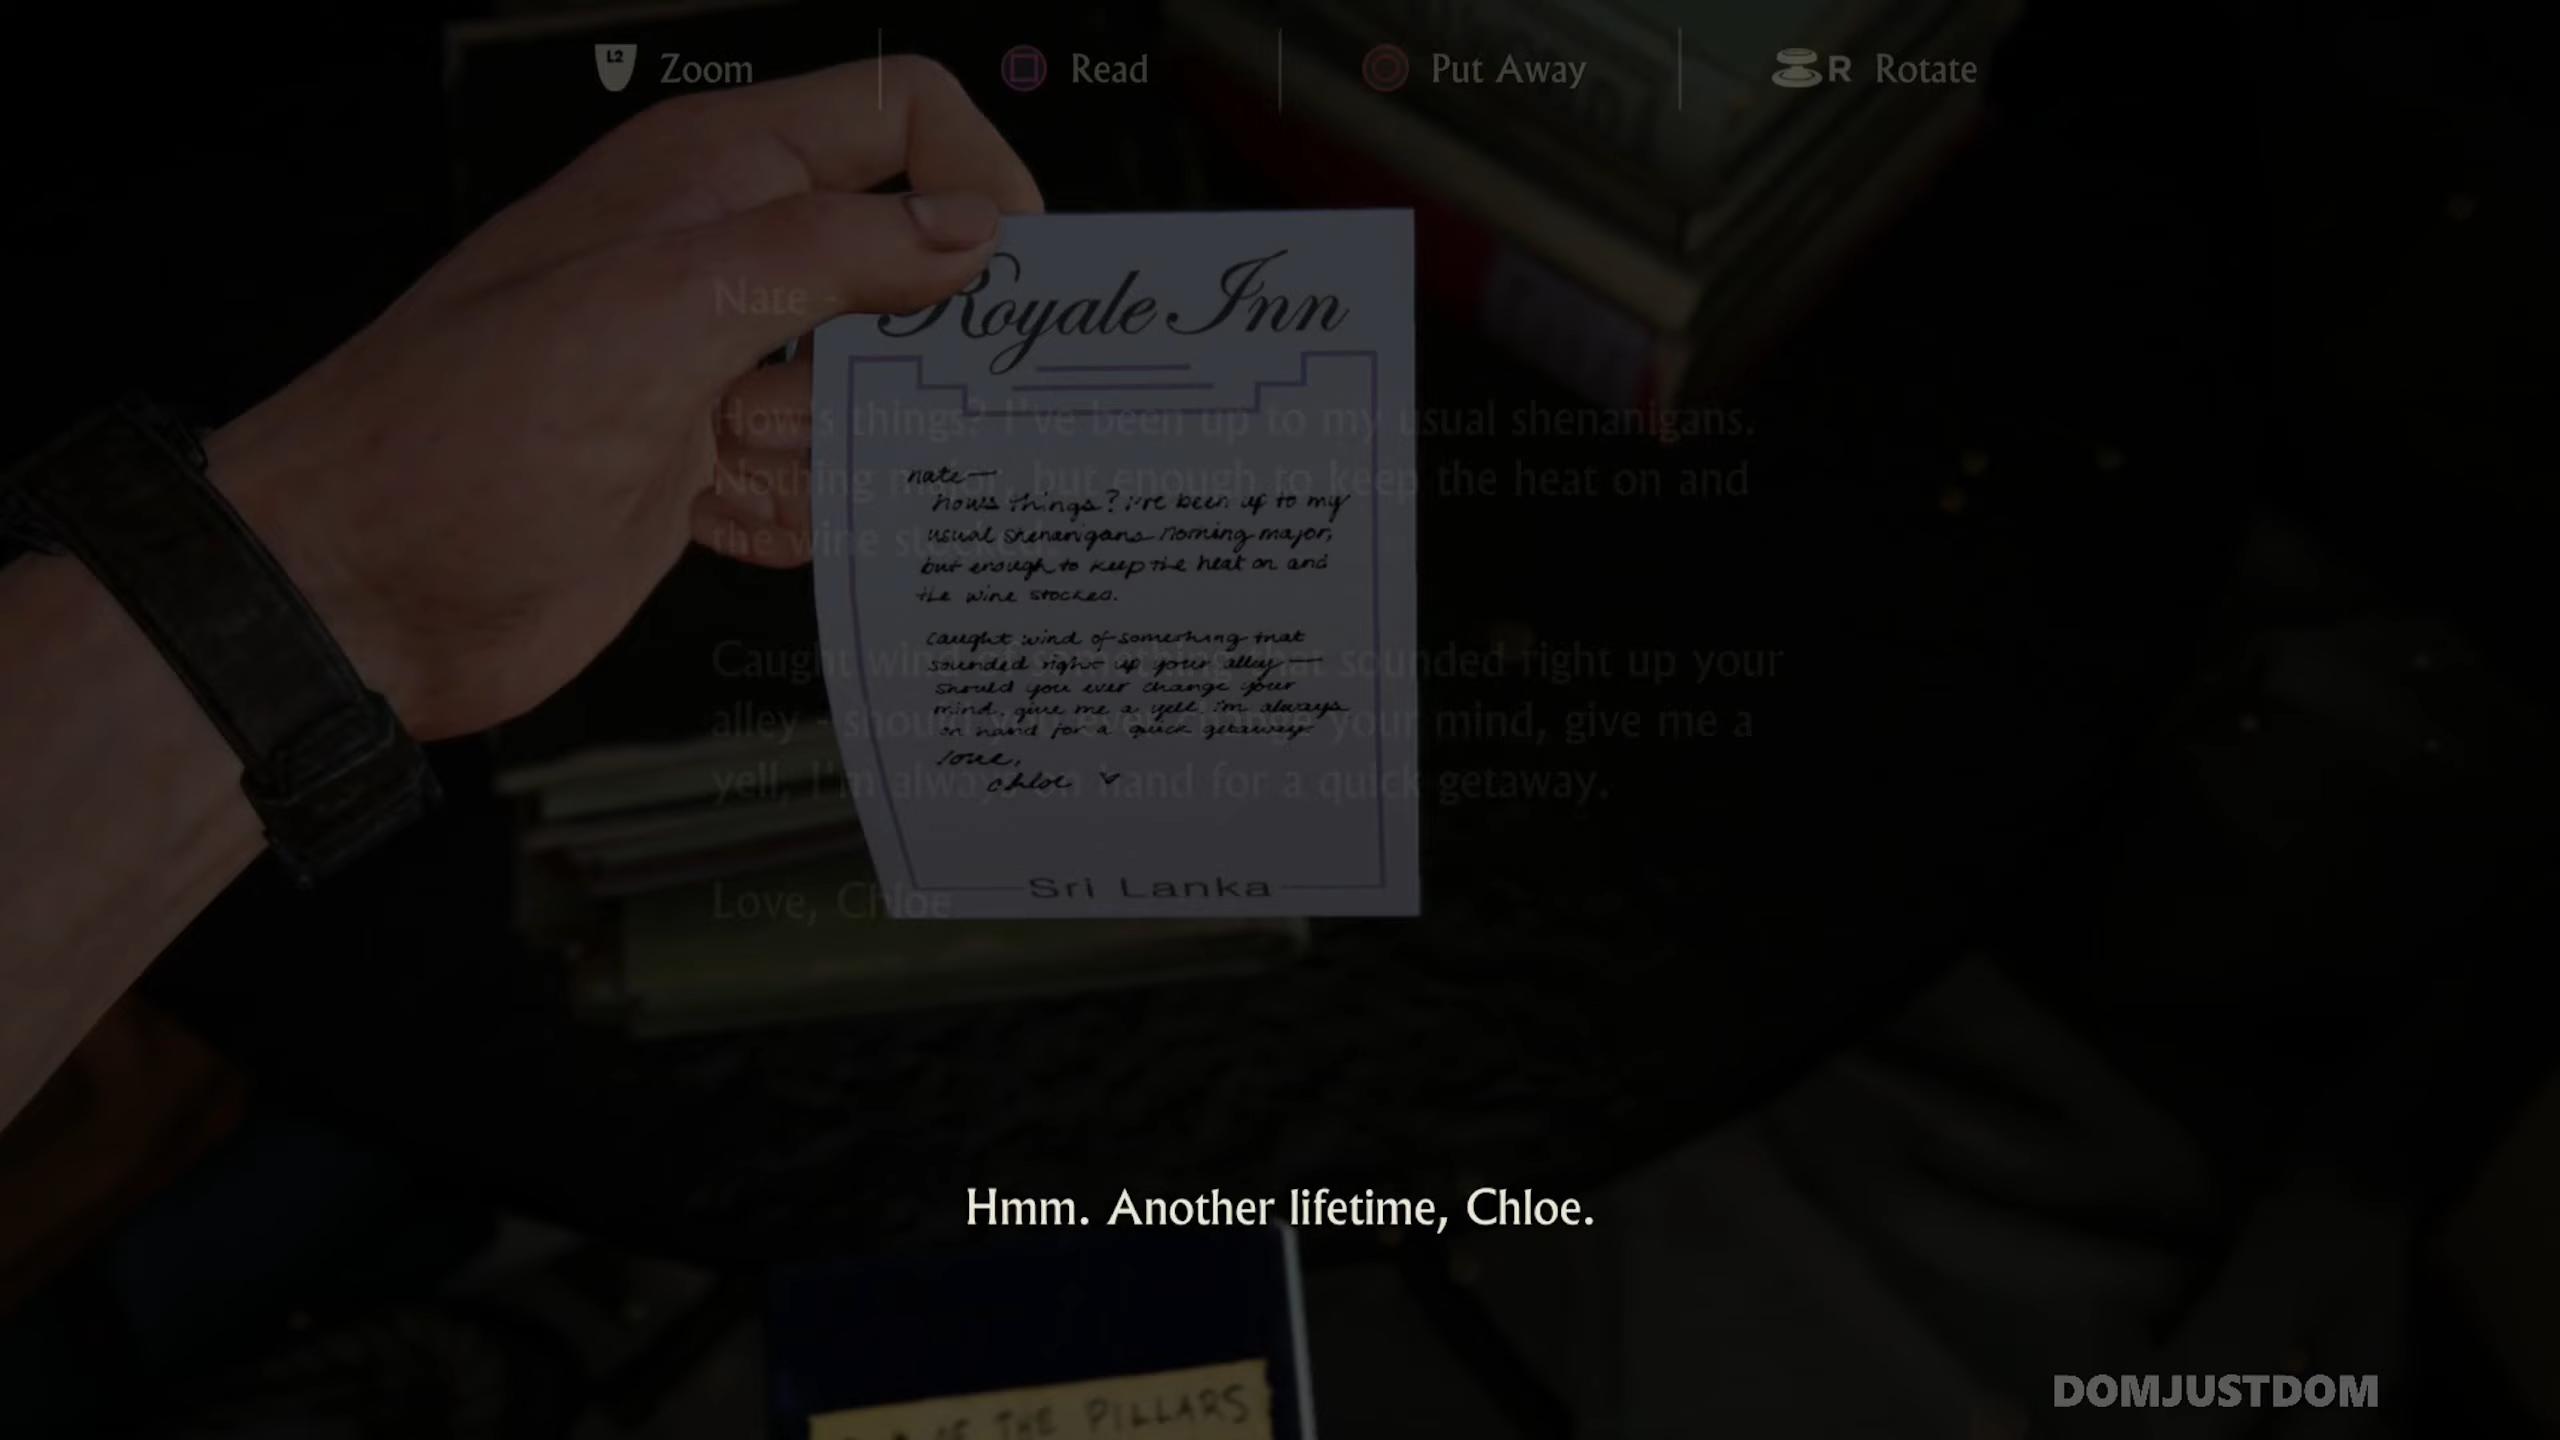 L2 Zoom
Read
Put Away
R Rotate
Royale Inn
Nate -
How's things? I've been up to my usual shenanigans.
Nothing major, but enough to keep the heat on and
the wine stocked.
Caught wind of something that sounded right up your
alley - should you ever change your mind, give me a
yell, I'm always on hand for a quick getaway.
Love, Chloe
nate—
hows things? i've been up to my
usual shenanigans nothing major,
but enough to keep the heat on and
the wine stocked.
caught wind of something that
sounded right up your alley —
should you ever change your
mind, give me a yell. i'm always
on hand for a quick getaway.
love,
chloe
Sri Lanka
Hmm. Another lifetime, Chloe.
OF THE PILLARS
DOMJUSTDOM